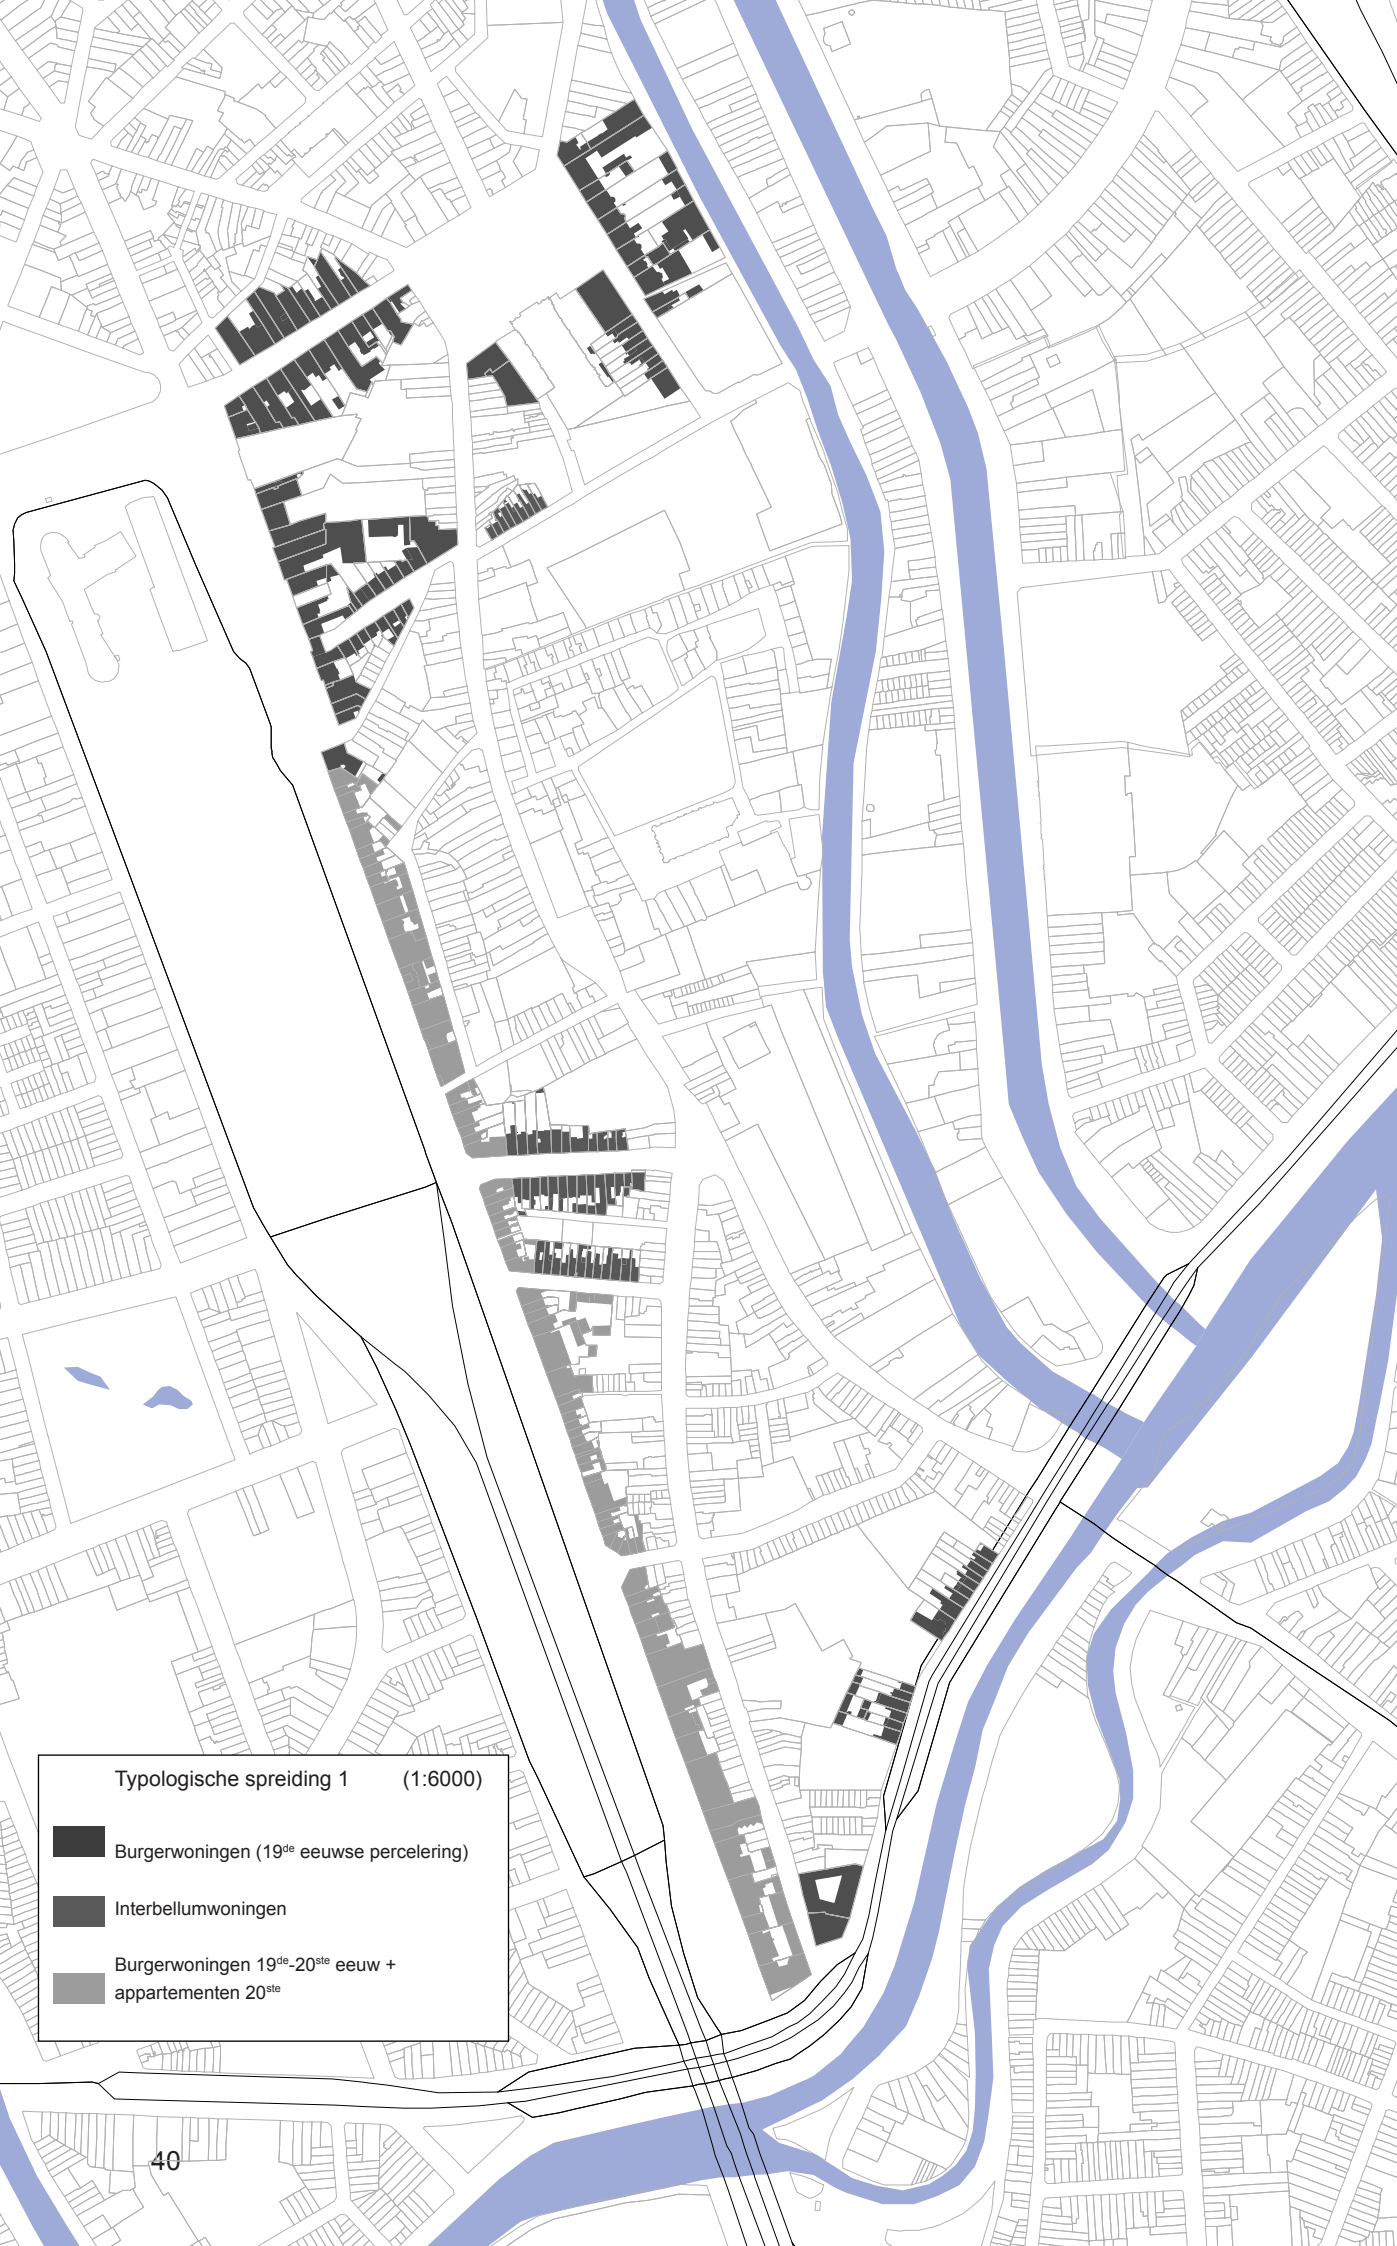 Typologische spreiding 1 (1:6000)
Burgerwoningen (19de eeuwse percelering)
Interbellumwoningen
Burgerwoningen 19de-20ste eeuw +
appartementen 20ste
40